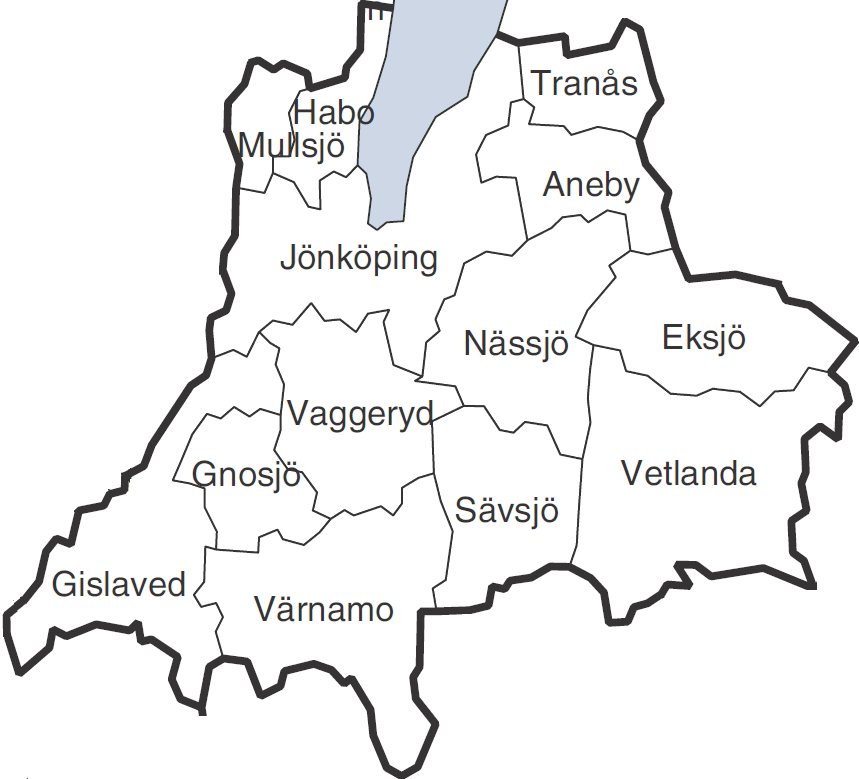 Tranås
Habo
Mullsjö
Aneby
Jönköping
Nässjö
Eksjö
Vaggeryd
Gnosjö
Vetlanda
Sävsjö
Gislaved
Värnamo